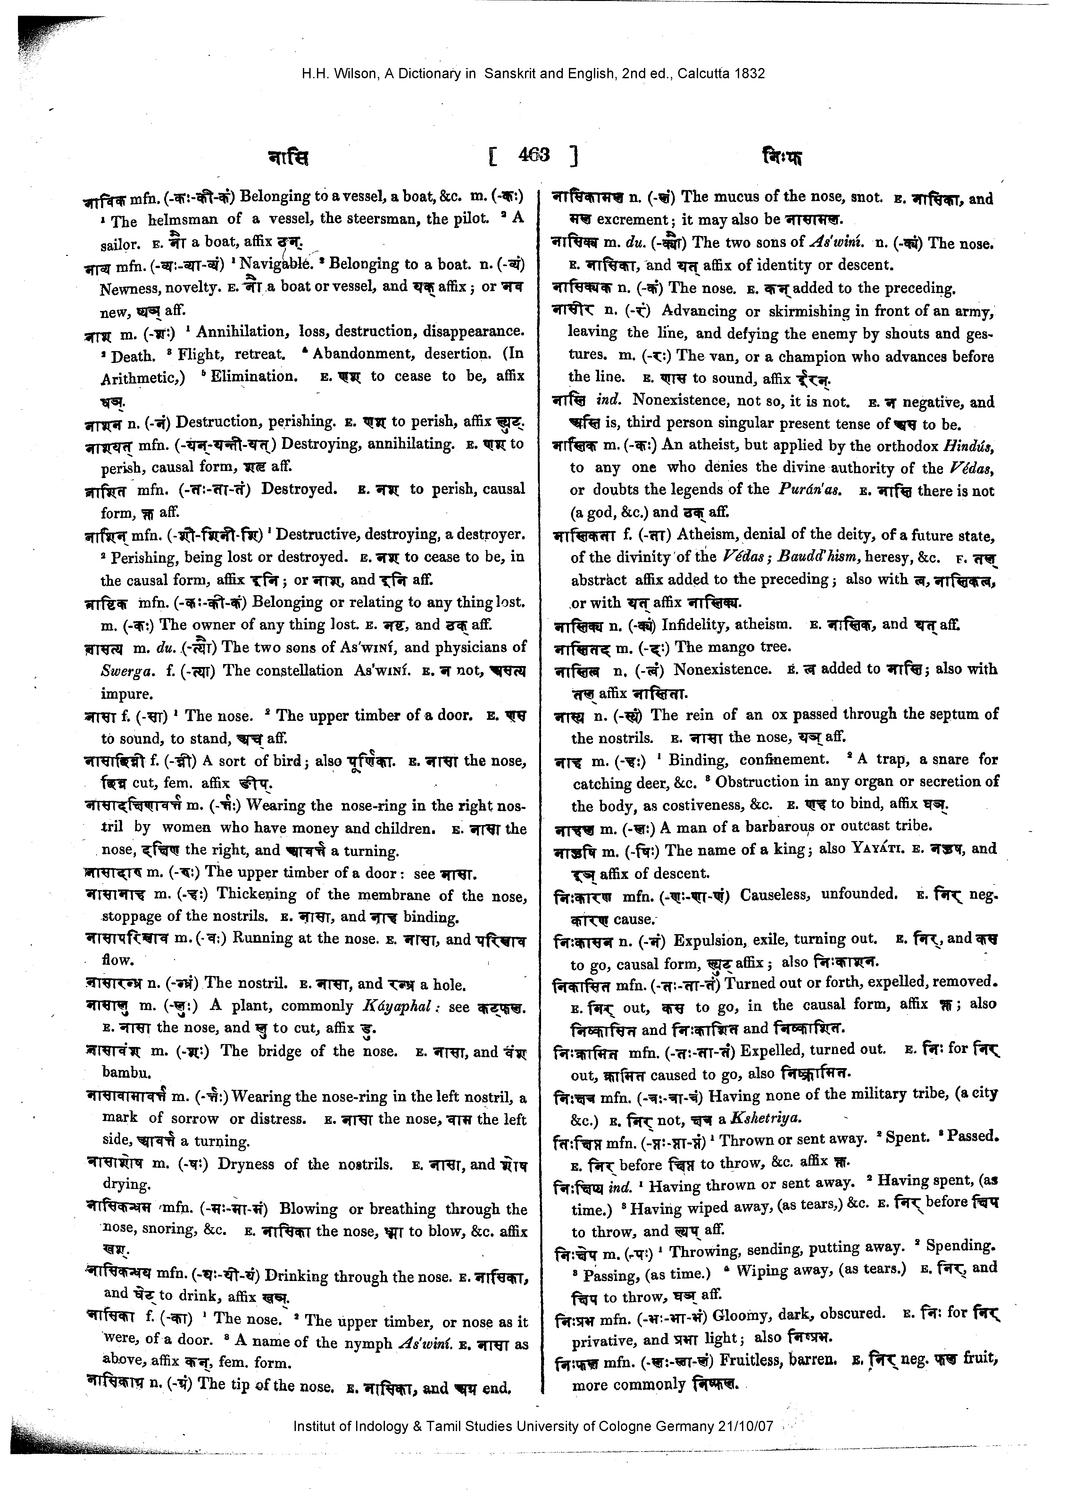 H.H. Wilson, A Dictionary in Sanskrit and English, 2nd ed., Calcutta 1832
नासि [ 463 ] निःफ
नाविक mfn. (-कः-की-कं) Belonging to a vessel, a boat, &c. m. (-कः)
¹ The helmsman of a vessel, the steersman, the pilot. ² A
sailor. E. नौ a boat, affix ठन्.
नाव्य mfn. (-व्यः-व्या-व्यं) ¹ Navigable. ² Belonging to a boat. n. (-व्यं)
Newness, novelty. E. नौ a boat or vessel, and यत् affix; or नव
new, ष्यञ् aff.
नाश m. (-शः) ¹ Annihilation, loss, destruction, disappearance.
² Death. ³ Flight, retreat. ⁴ Abandonment, desertion. (In
Arithmetic,) ⁵ Elimination. E. णश to cease to be, affix
घञ्.
नाशन n. (-नं) Destruction, perishing. E. णश to perish, affix ल्युट्.
नाशयत् mfn. (-यन्-यन्ती-यत्) Destroying, annihilating. E. णश to
perish, causal form, शतृ aff.
नाशित mfn. (-तः-ता-तं) Destroyed. E. नश to perish, causal
form, क्त aff.
नाशिन् mfn. (-शी-शिनी-शि) ¹ Destructive, destroying, a destroyer.
² Perishing, being lost or destroyed. E. नश to cease to be, in
the causal form, affix इनि; or नाश, and इनि aff.
नाष्टिक mfn. (-कः-की-कं) Belonging or relating to any thing lost.
m. (-कः) The owner of any thing lost. E. नष्ट, and ठक् aff.
नासत्य m. du. (-त्यौ) The two sons of AS'WINÍ, and physicians of
Swerga. f. (-त्या) The constellation AS'WINÍ. E. न not, असत्य
impure.
नासा f. (-सा) ¹ The nose. ² The upper timber of a door. E. णस
to sound, to stand, अच् aff.
नासाछिन्नी f. (-न्नी) A sort of bird; also पूर्णिका. E. नासा the nose,
छिन्न cut, fem. affix ङीप्.
नासादक्षिणावर्त्त m. (-र्त्तः) Wearing the nose-ring in the right nos-
tril by women who have money and children. E. नासा the
nose, दक्षिण the right, and आवर्त्त a turning.
नासादारु m. (-रुः) The upper timber of a door: see नासा.
नासानाह m. (-हः) Thickening of the membrane of the nose,
stoppage of the nostrils. E. नासा, and नाह binding.
नासापरिस्राव m. (-वः) Running at the nose. E. नासा, and परिस्राव
flow.
नासारन्ध्र n. (-न्ध्रं) The nostril. E. नासा, and रन्ध्र a hole.
नासालु m. (-लुः) A plant, commonly Káyaphal: see कट्फल.
E. नासा the nose, and लु to cut, affix डु.
नासावंश m. (-शः) The bridge of the nose. E. नासा, and वंश
bambu.
नासावामावर्त्त m. (-र्त्तः) Wearing the nose-ring in the left nostril, a
mark of sorrow or distress. E. नासा the nose, वाम the left
side, आवर्त्त a turning.
नासाशोष m. (-षः) Dryness of the nostrils. E. नासा, and शोष
drying.
नासिकन्धम mfn. (-मः-मा-मं) Blowing or breathing through the
nose, snoring, &c. E. नासिका the nose, ध्मा to blow, &c. affix
खश्.
नासिकन्धय mfn. (-यः-यी-यं) Drinking through the nose. E. नासिका,
and धेट् to drink, affix खञ्.
नासिका f. (-का) ¹ The nose. ² The upper timber, or nose as it
were, of a door. ³ A name of the nymph As'winí. E. नासा as
above, affix कन्, fem. form.
नासिकाग्र n. (-ग्रं) The tip of the nose. E. नासिका, and अग्र end.
नासिकामल n. (-लं) The mucus of the nose, snot. E. नासिका, and
मल excrement; it may also be नासामल.
नासिक्य m. du. (-क्यौ) The two sons of As'winí. n. (-क्यं) The nose.
E. नासिका, and यत् affix of identity or descent.
नासिक्यक n. (-कं) The nose. E. कन् added to the preceding.
नासीर n. (-रं) Advancing or skirmishing in front of an army,
leaving the line, and defying the enemy by shouts and ges-
tures. m. (-रः) The van, or a champion who advances before
the line. E. णास to sound, affix ईरन्.
नास्ति ind. Nonexistence, not so, it is not. E. न negative, and
अस्ति is, third person singular present tense of अस to be.
नास्तिक m. (-कः) An atheist, but applied by the orthodox Hindús,
to any one who denies the divine authority of the Védas,
or doubts the legends of the Purán'as. E. नास्ति there is not
(a god, &c.) and ठक् aff.
नास्तिकता f. (-ता) Atheism, denial of the deity, of a future state,
of the divinity of the Védas; Baudd'hism, heresy, &c. F. तल्
abstract affix added to the preceding; also with त्व, नास्तिकत्व,
or with यत् affix नास्तिक्य.
नास्तिक्य n. (-क्यं) Infidelity, atheism. E. नास्तिक, and यत् aff.
नास्तितद m. (-दः) The mango tree.
नास्तित्व n. (-त्वं) Nonexistence. E. त्व added to नास्ति; also with
तल् affix नास्तिता.
नास्य n. (-स्यं) The rein of an ox passed through the septum of
the nostrils. E. नासा the nose, यञ् aff.
नाह m. (-हः) ¹ Binding, confinement. ² A trap, a snare for
catching deer, &c. ³ Obstruction in any organ or secretion of
the body, as costiveness, &c. E. णह to bind, affix घञ्.
नाहल m. (-लः) A man of a barbarous or outcast tribe.
नाहुषि m. (-षिः) The name of a king; also YAYÁTI. E. नहुष, and
इञ् affix of descent.
निःकारण mfn. (-णः-णा-णं) Causeless, unfounded. E. निर् neg.
कारण cause.
निःकासन n. (-नं) Expulsion, exile, turning out. E. निर्, and कस
to go, causal form, ल्युट् affix; also निःकाशन.
निकासित mfn. (-तः-ता-तं) Turned out or forth, expelled, removed.
E. निर् out, कस to go, in the causal form, affix क्त; also
निष्कासित and निःकाशित and निष्काशित.
निःक्रामित mfn. (-तः-ता-तं) Expelled, turned out. E. निः for निर्
out, क्रामित caused to go, also निष्क्रामित.
निःक्षत्र mfn. (-त्रः-त्रा-त्रं) Having none of the military tribe, (a city
&c.) E. निर् not, क्षत्र a Kshetriya.
निःक्षिप्त mfn. (-प्तः-प्ता-प्तं) ¹ Thrown or sent away. ² Spent. ³ Passed.
E. निर् before क्षिप्त to throw, &c. affix क्त.
निःक्षिप्य ind. ¹ Having thrown or sent away. ² Having spent, (as
time.) ³ Having wiped away, (as tears,) &c. E. निर् before क्षिप
to throw, and ल्यप् aff.
निःक्षेप m. (-पः) ¹ Throwing, sending, putting away. ² Spending.
³ Passing, (as time.) ⁴ Wiping away, (as tears.) E. निर्, and
क्षिप to throw, घञ् aff.
निःप्रभ mfn. (-भः-भा-भं) Gloomy, dark, obscured. E. निः for निर्
privative, and प्रभा light; also निष्प्रभ.
निःफल mfn. (-लः-ला-लं) Fruitless, barren. E. निर् neg. फल fruit,
more commonly निष्फल.
Institut of Indology & Tamil Studies University of Cologne Germany 21/10/07